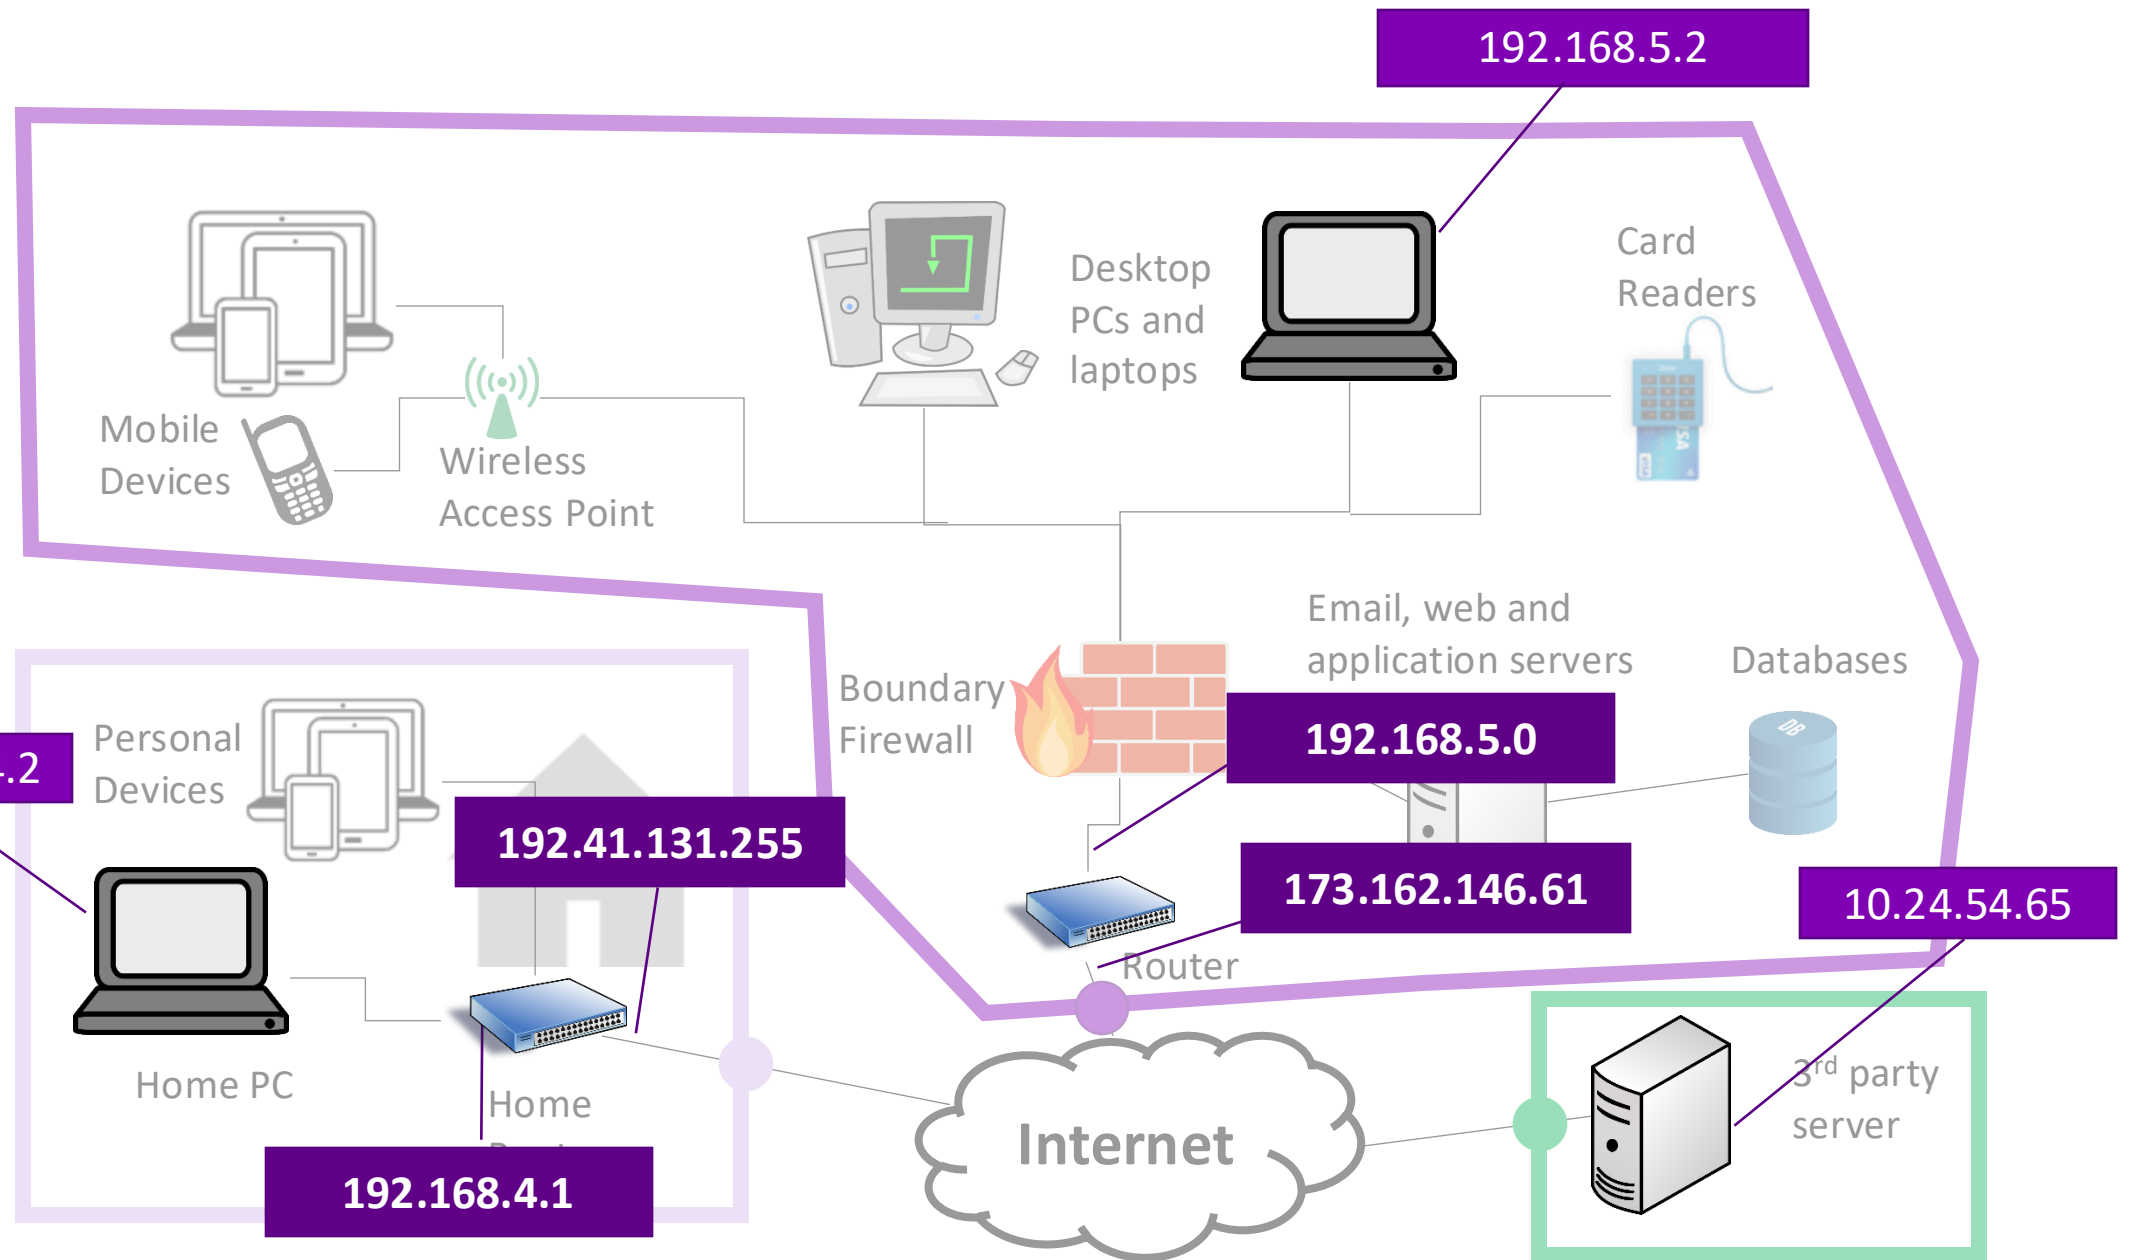 192.168.5.2
Card
Readers
Desktop
PCs and
laptops
Mobile
Devices
Wireless
Access Point
VISA
Email, web and
application servers
Databases
DB
Boundary
Firewall
192.168.5.0
Personal
Devices
.2
192.41.131.255
173.162.146.61
10.24.54.65
Router
Home PC
Home
192.168.4.1
Internet
3rd party
server